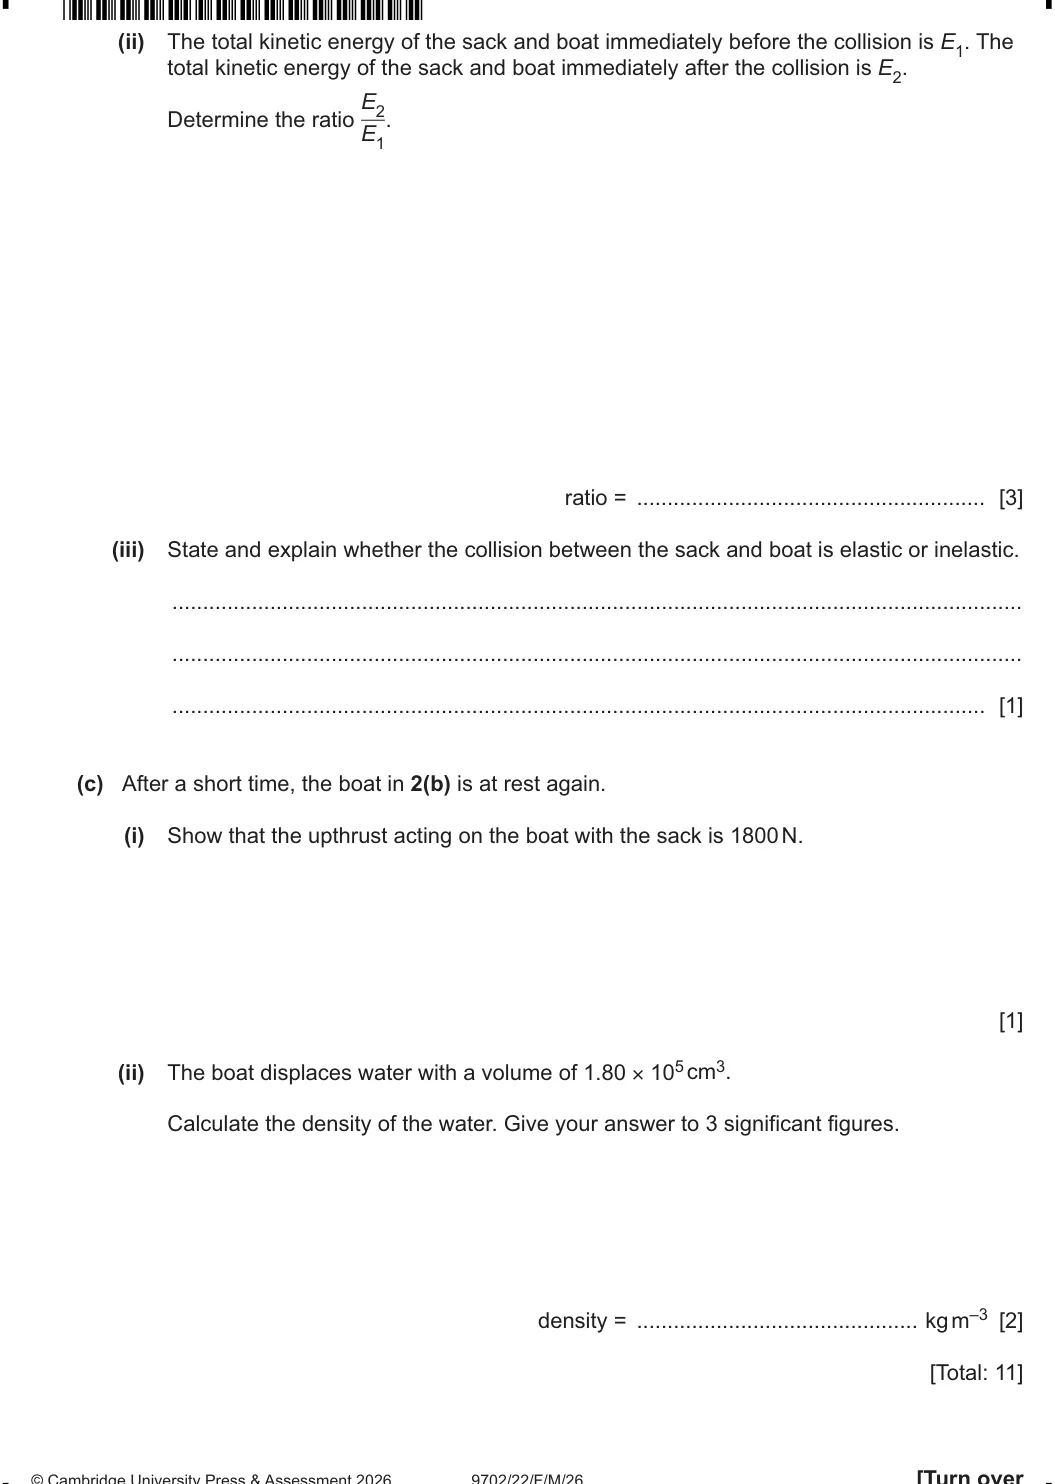 (ii) The total kinetic energy of the sack and boat immediately before the collision is E1. The
total kinetic energy of the sack and boat immediately after the collision is E2.
Determine the ratio E2/E1.
ratio = .......................................................... [3]
(iii) State and explain whether the collision between the sack and boat is elastic or inelastic.
...........................................................................................................................................
...........................................................................................................................................
..................................................................................................................................... [1]
(c) After a short time, the boat in 2(b) is at rest again.
(i) Show that the upthrust acting on the boat with the sack is 1800 N.
[1]
(ii) The boat displaces water with a volume of 1.80 × 10⁵ cm³.
Calculate the density of the water. Give your answer to 3 significant figures.
density = .............................................. kg m⁻³ [2]
[Total: 11]
© Cambridge University Press & Assessment 2026 9702/22/F/M/26 [Turn over